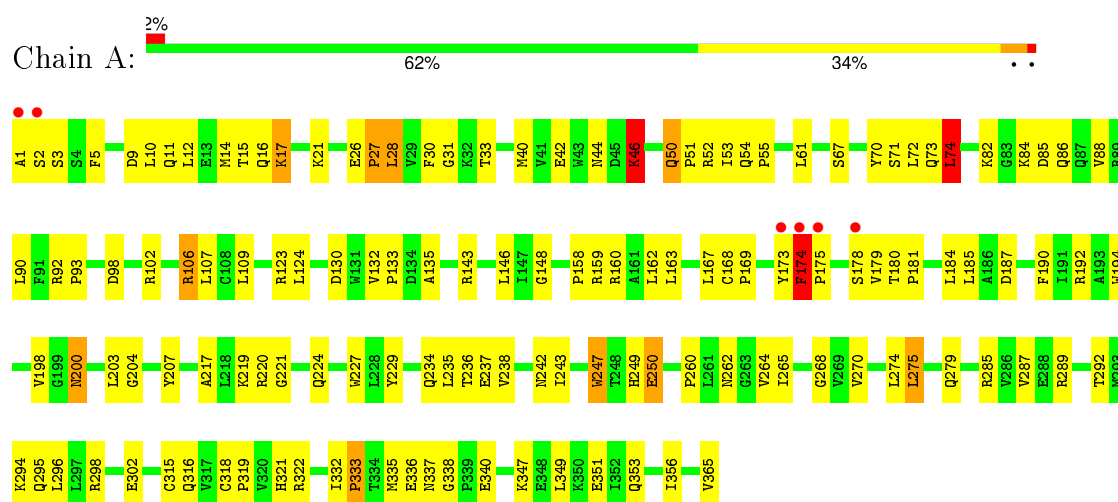 2%
Chain A:
62% 34% • •
A1 S2 S3 S4 F5 D9 L10 Q11 L12 E13 M14 T15 Q16 K17 K21 E26 P27 L28 V29 F30 G31 K32 T33 M40 V41 E42 W43 N44 D45 K46 Q50 P51 R52 I53 Q54 P55 L61 S67 Y70 S71 L72 Q73 L74 K82 G83 K84 D85 Q86 Q87 V88 R89
L90 F91 R92 P93 D98 R102 R106 L107 C108 L109 R123 L124 D130 W131 V132 P133 D134 A135 R143 L146 I147 G148 P158 R159 R160 A161 L162 L163 L167 C168 P169 Y173 F174 P175 S178 V179 T180 P181 L184 L185 A186 D187 F190 I191 R192 A193 W194
V198 G199 N200 L203 G204 Y207 A217 L218 K219 R220 G221 Q224 W227 L228 Y229 Q234 L235 T236 E237 V238 N242 I243 W247 T248 H249 E250 P260 L261 N262 G263 V264 I265 G268 V269 V270 L274 L275 Q279 R285 V286 V287 E288 R289 T292 M293
K294 Q295 L296 L297 R298 E302 C315 Q316 V317 C318 P319 V320 H321 R322 I332 P333 T334 M335 E336 N337 G338 P339 E340 K347 E348 L349 K350 E351 I352 Q353 I356 V365